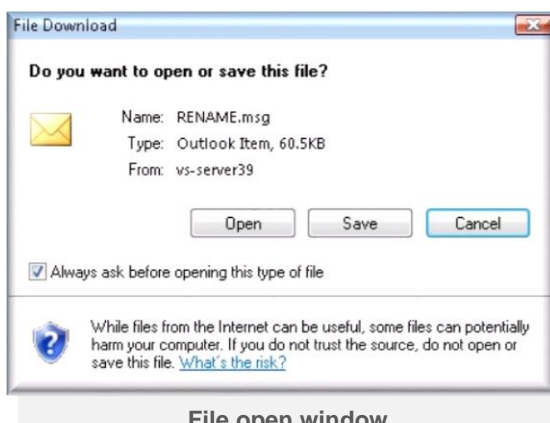 File Download
Do you want to open or save this file?
Name: RENAME.msg
Type: Outlook Item, 60.5KB
From: vs-server39
Open Save Cancel
Always ask before opening this type of file
While files from the Internet can be useful, some files can potentially
harm your computer. If you do not trust the source, do not open or
save this file. What's the risk?
File open window